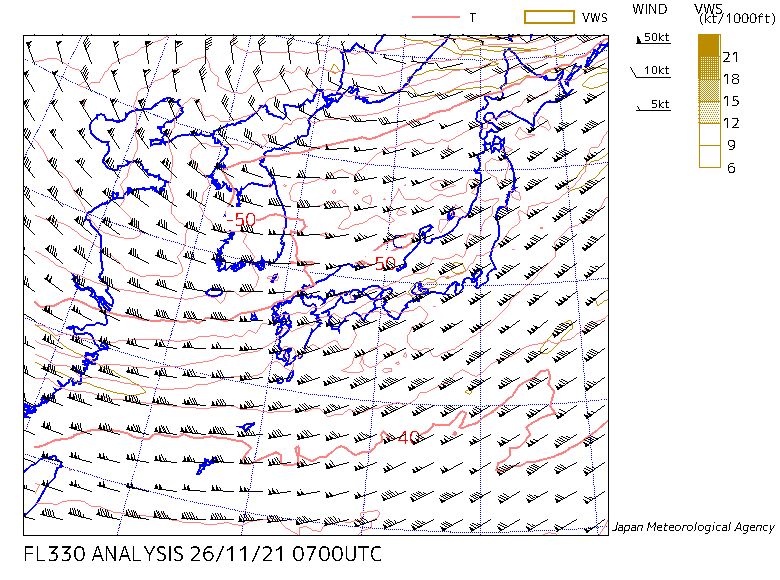 T
VWS
WIND
VWS
(kt/1000ft)
50kt
10kt
5kt
21
18
15
12
9
6
-50
-50
-40
Japan Meteorological Agency
FL330 ANALYSIS 26/11/21 0700UTC